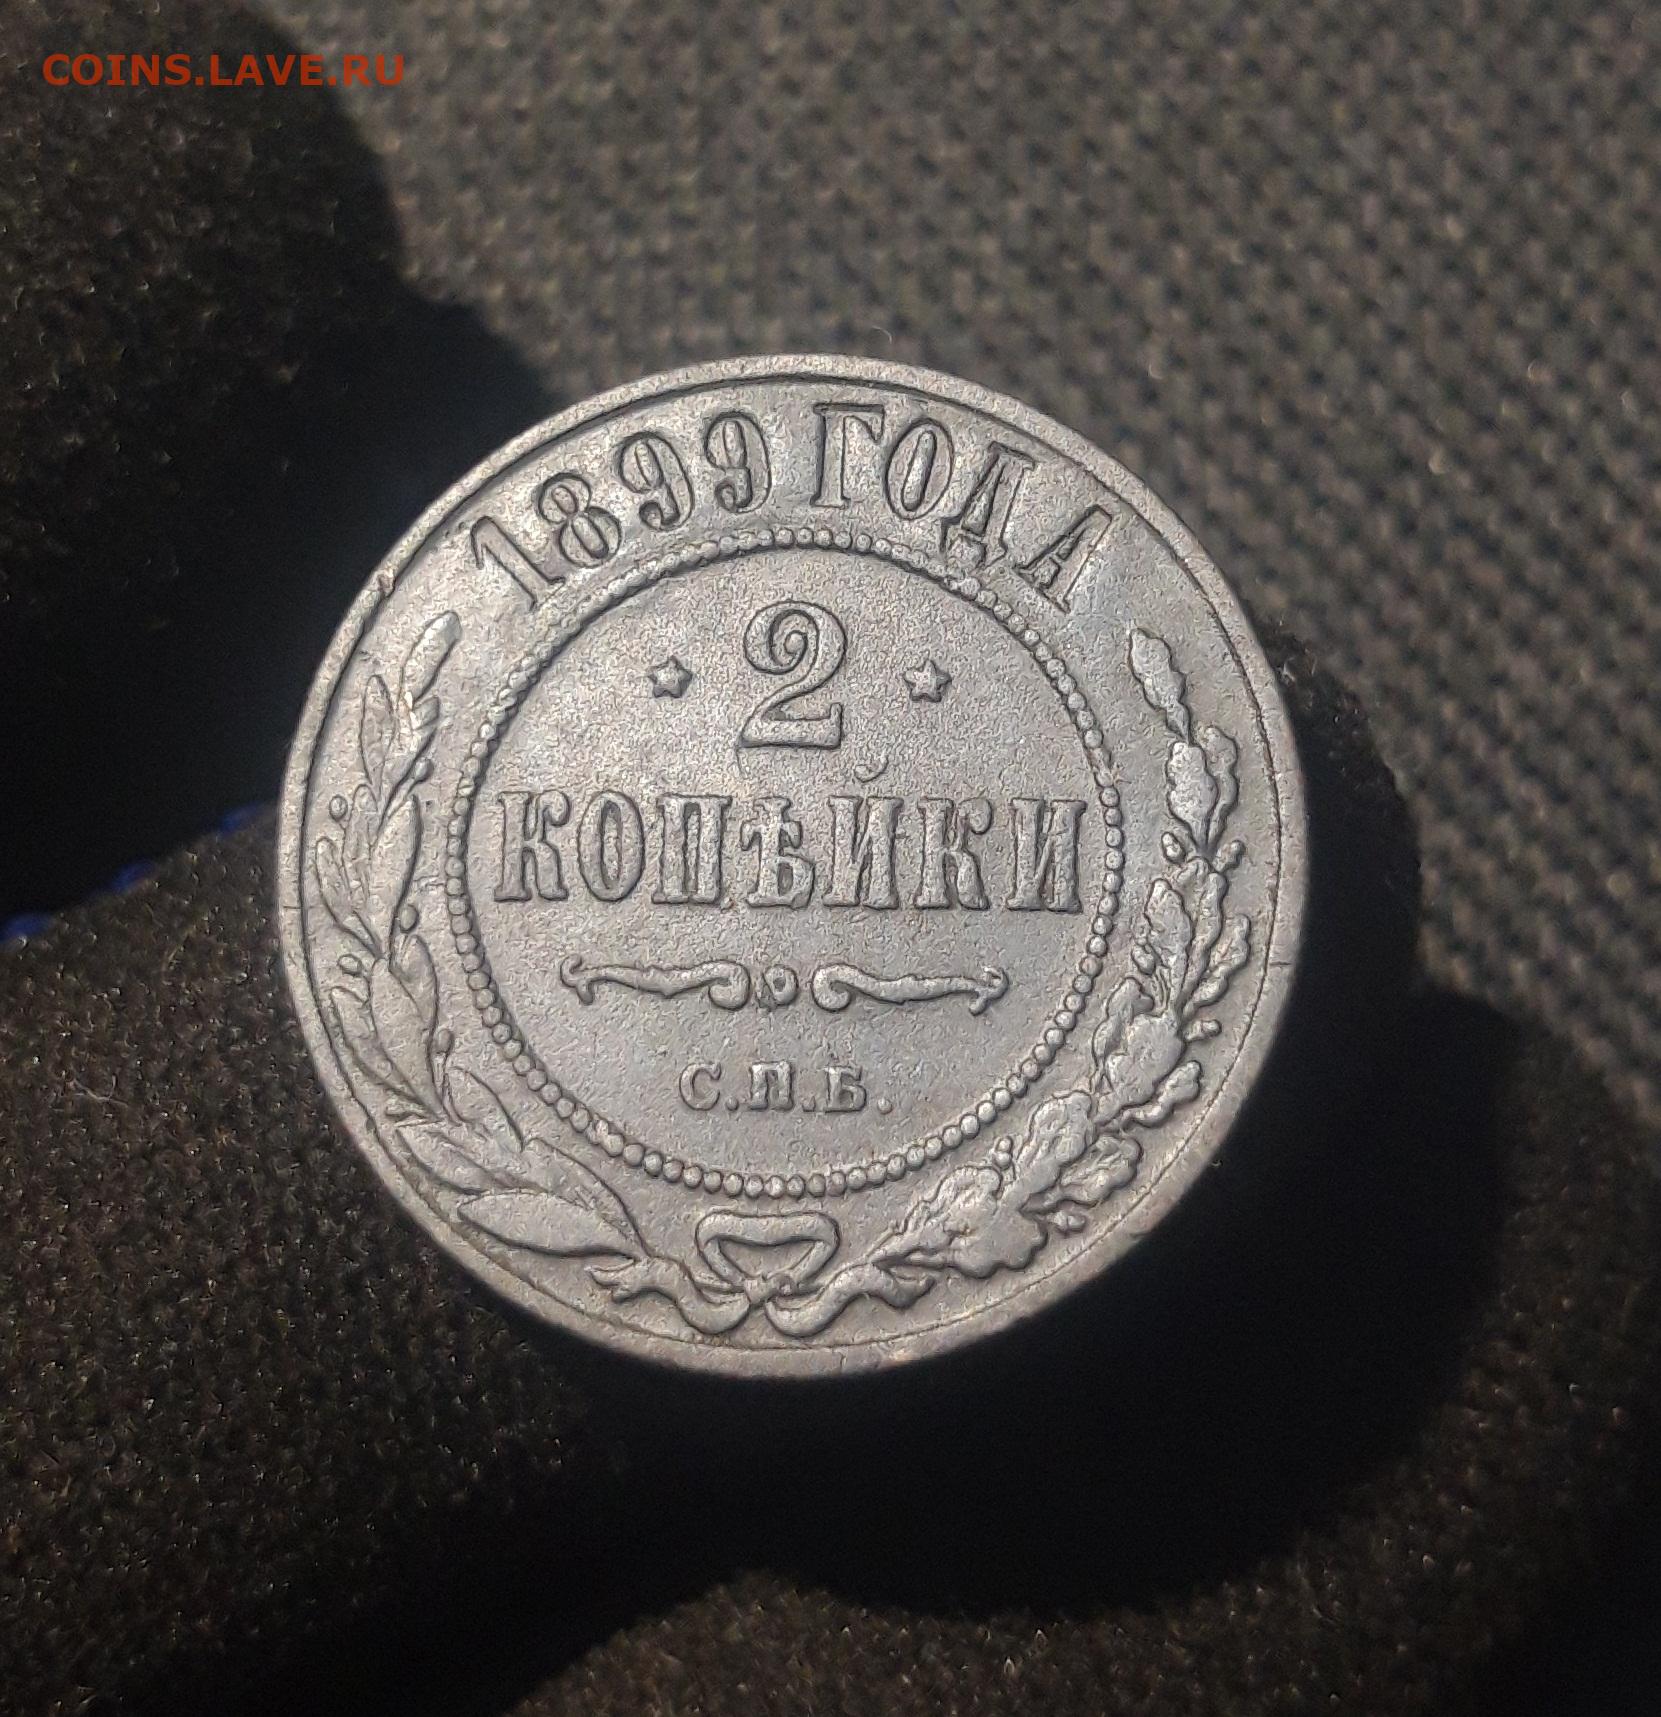 COINS.LAVE.RU
1899 ГОДА
2
КОПѢЙКИ
С.П.Б.